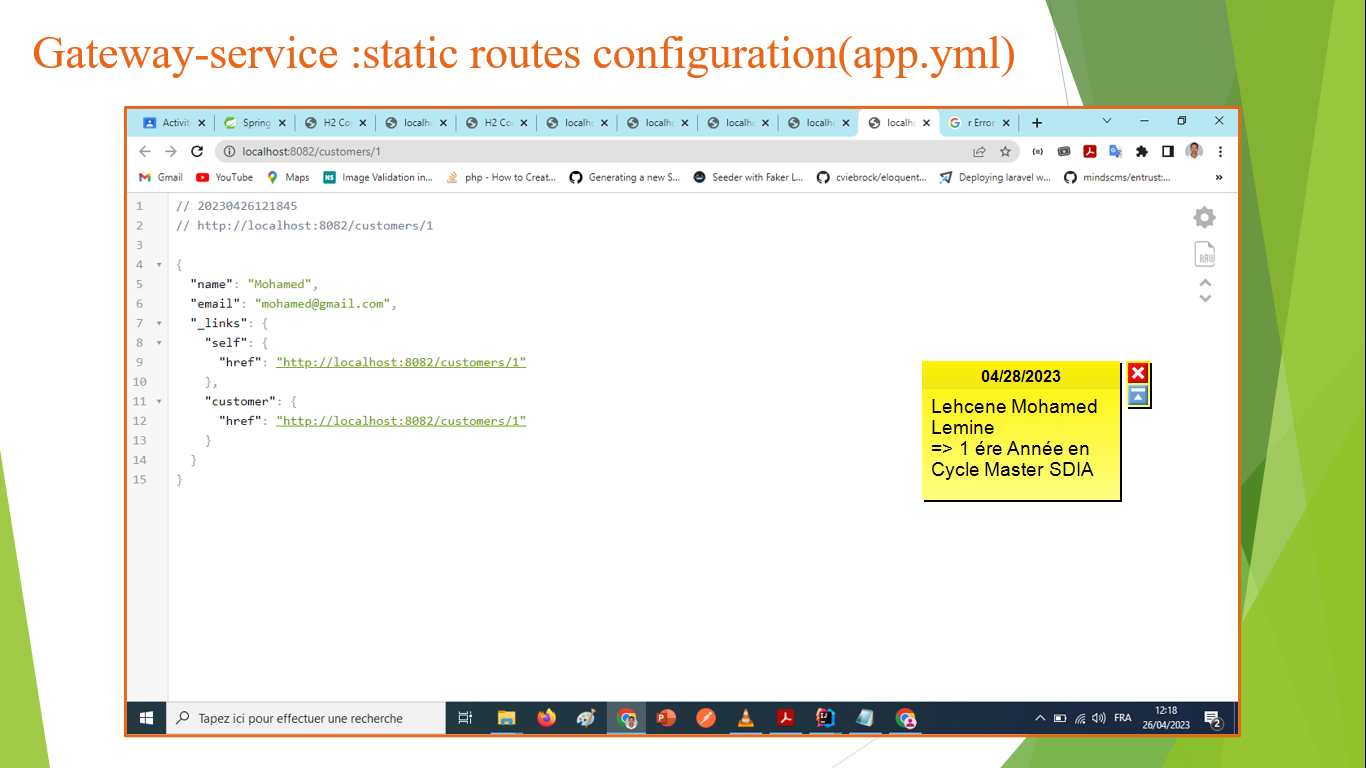 Gateway-service :static routes configuration(app.yml)
Activit
Spring
H2 Co
localh
H2 Co
localh
localh
localh
localh
localh
r Error
localhost:8082/customers/1
Gmail
YouTube
Maps
Image Validation in...
php - How to Creat...
Generating a new S...
Seeder with Faker L...
cviebrock/eloquent...
Deploying laravel w...
mindscms/entrust:...
1 // 20230426121845
2 // http://localhost:8082/customers/1
3
4 {
5 "name": "Mohamed",
6 "email": "mohamed@gmail.com",
7 "_links": {
8 "self": {
9 "href": "http://localhost:8082/customers/1"
10 },
11 "customer": {
12 "href": "http://localhost:8082/customers/1"
13 }
14 }
15 }
RAW
04/28/2023
Lehcene Mohamed
Lemine
=> 1 ére Année en
Cycle Master SDIA
Tapez ici pour effectuer une recherche
FRA
12:18
26/04/2023
2